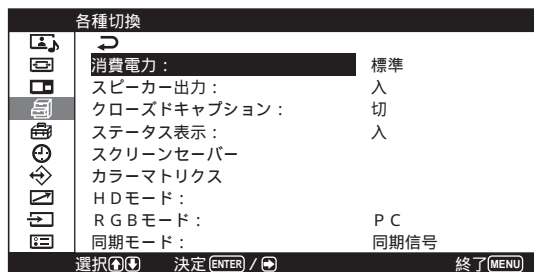 各種切換
消費電力： 標準
スピーカー出力： 入
クローズドキャプション： 切
ステータス表示： 入
スクリーンセーバー
カラーマトリクス
ＨＤモード：
ＲＧＢモード： ＰＣ
同期モード： 同期信号
選択 決定 ENTER / 終了 MENU